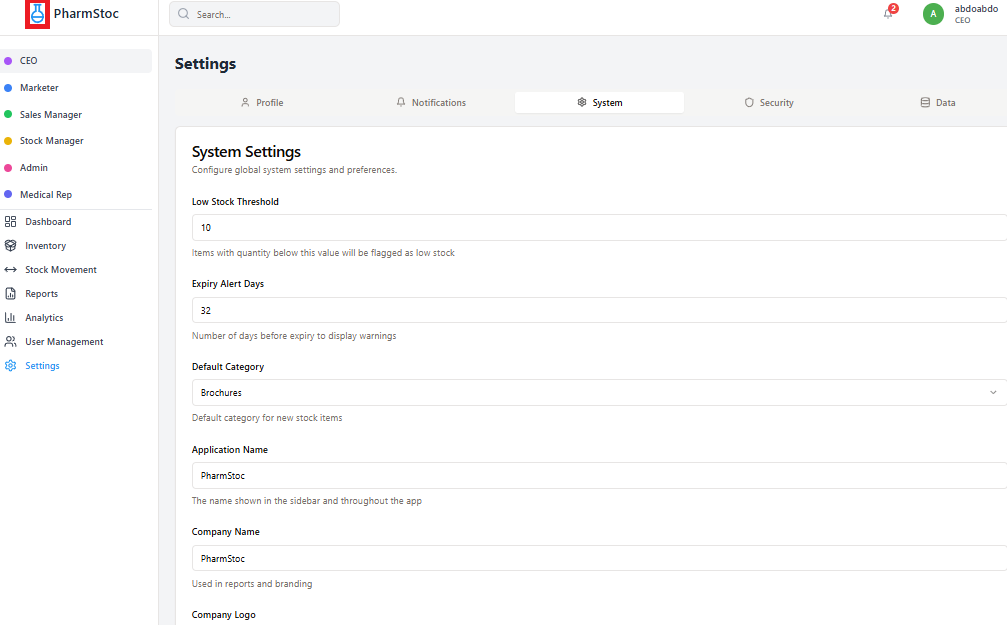 PharmStoc
Search...
2
A
abdoabdo
CEO
CEO
Marketer
Sales Manager
Stock Manager
Admin
Medical Rep
Dashboard
Inventory
Stock Movement
Reports
Analytics
User Management
Settings
Settings
Profile
Notifications
System
Security
Data
System Settings
Configure global system settings and preferences.
Low Stock Threshold
10
Items with quantity below this value will be flagged as low stock
Expiry Alert Days
32
Number of days before expiry to display warnings
Default Category
Brochures
Default category for new stock items
Application Name
PharmStoc
The name shown in the sidebar and throughout the app
Company Name
PharmStoc
Used in reports and branding
Company Logo